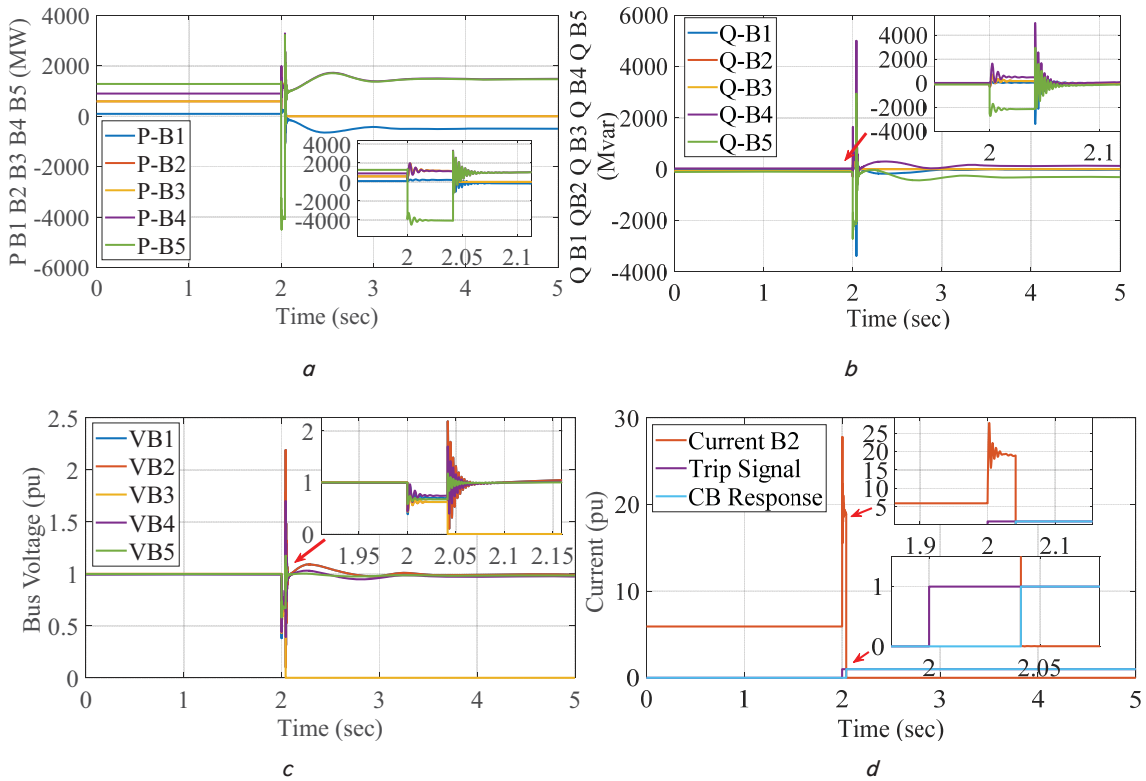 P B1 B2 B3 B4 B5 (MW)
4000
2000
0
-2000
-4000
-6000
P-B1
P-B2
P-B3
P-B4
P-B5
4000
2000
0
-2000
-4000
2
2.05
2.1
0
1
2
3
4
5
Time (sec)
a
Q B1 QB2 Q B3 Q B4 Q B5
(Mvar)
6000
4000
2000
0
-2000
-4000
Q-B1
Q-B2
Q-B3
Q-B4
Q-B5
4000
2000
0
-2000
-4000
2
2.1
0
1
2
3
4
5
Time (sec)
b
Bus Voltage (pu)
2.5
2
1.5
1
0.5
0
VB1
VB2
VB3
VB4
VB5
2
1
0
1.95
2
2.05
2.1
2.15
0
1
2
3
4
5
Time (sec)
c
Current (pu)
30
20
10
0
Current B2
Trip Signal
CB Response
25
20
15
10
5
1.9
2
2.1
1
0
2
2.05
0
1
2
3
4
5
Time (sec)
d